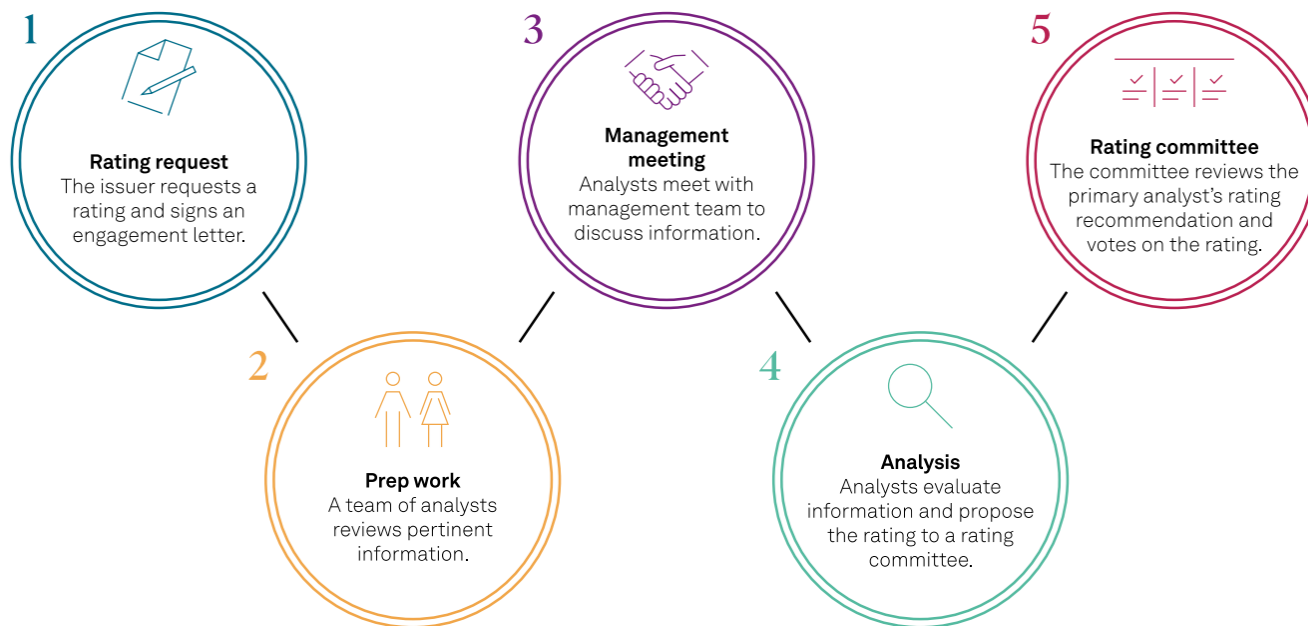 1
Rating request
The issuer requests a
rating and signs an
engagement letter.
2
Prep work
A team of analysts
reviews pertinent
information.
3
Management
meeting
Analysts meet with
management team to
discuss information.
4
Analysis
Analysts evaluate
information and propose
the rating to a rating
committee.
5
Rating committee
The committee reviews the
primary analyst’s rating
recommendation and
votes on the rating.